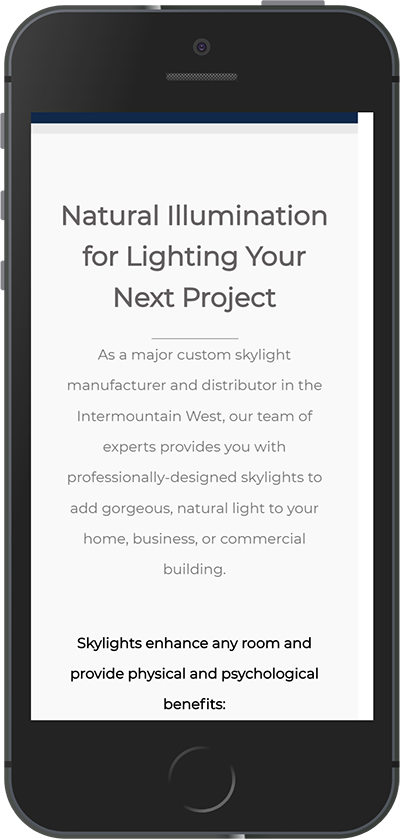 Natural Illumination
for Lighting Your
Next Project
As a major custom skylight
manufacturer and distributor in the
Intermountain West, our team of
experts provides you with
professionally-designed skylights to
add gorgeous, natural light to your
home, business, or commercial
building.
Skylights enhance any room and
provide physical and psychological
benefits: